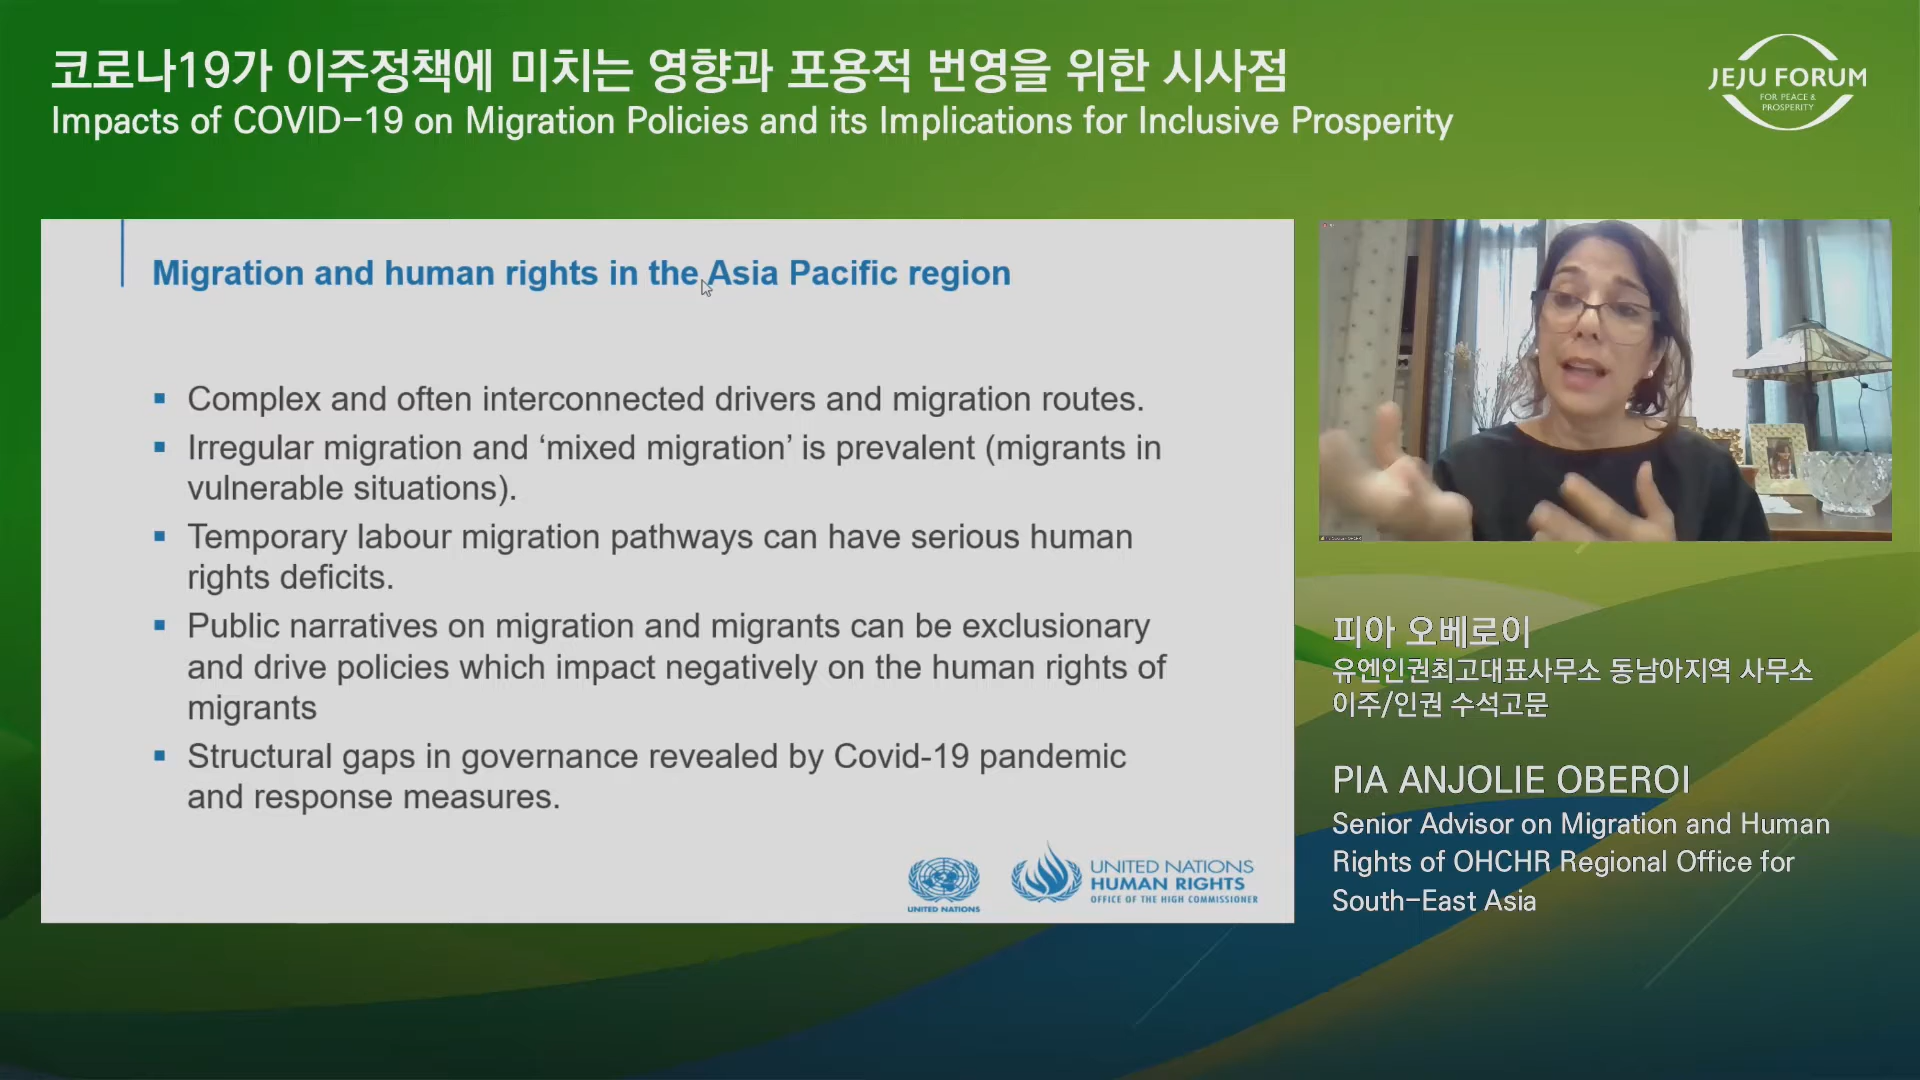 코로나19가 이주정책에 미치는 영향과 포용적 번영을 위한 시사점
Impacts of COVID-19 on Migration Policies and its Implications for Inclusive Prosperity
JEJU FORUM
FOR PEACE &
PROSPERITY
Migration and human rights in the Asia Pacific region
▪ Complex and often interconnected drivers and migration routes.
▪ Irregular migration and ‘mixed migration’ is prevalent (migrants in
vulnerable situations).
▪ Temporary labour migration pathways can have serious human
rights deficits.
▪ Public narratives on migration and migrants can be exclusionary
and drive policies which impact negatively on the human rights of
migrants
▪ Structural gaps in governance revealed by Covid-19 pandemic
and response measures.
UNITED NATIONS
UNITED NATIONS
HUMAN RIGHTS
OFFICE OF THE HIGH COMMISSIONER
피아 오베로이
유엔인권최고대표사무소 동남아지역 사무소
이주/인권 수석고문
PIA ANJOLIE OBEROI
Senior Advisor on Migration and Human
Rights of OHCHR Regional Office for
South-East Asia